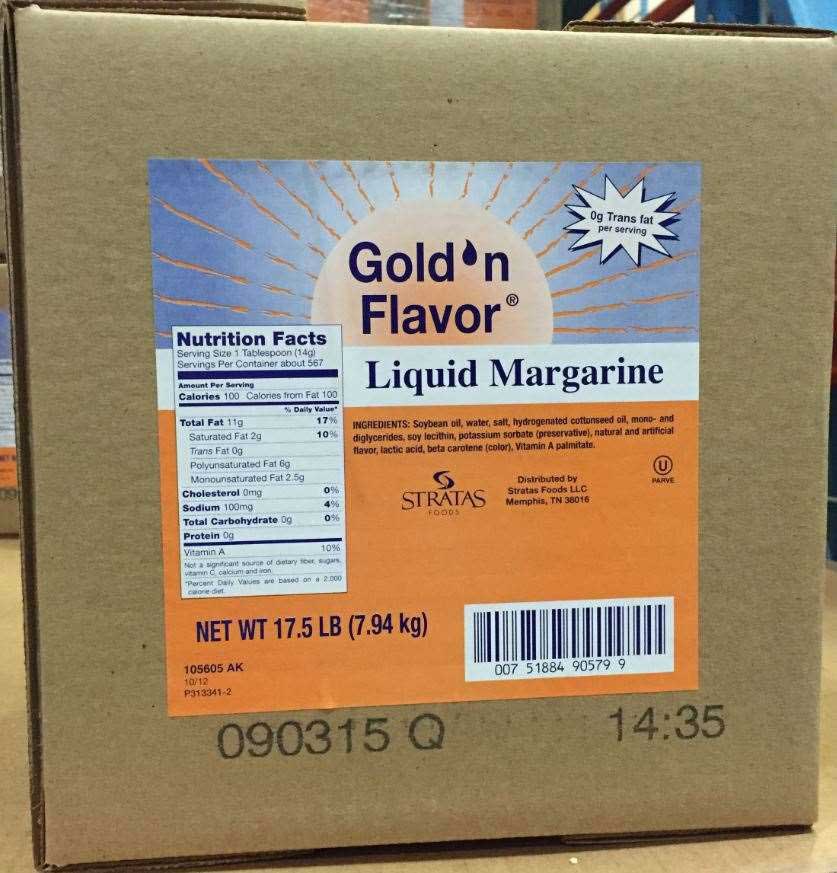 0g Trans fat
per serving
Gold'n
Flavor®
Liquid Margarine
Nutrition Facts
Serving Size 1 Tablespoon (14g)
Servings Per Container about 567
Amount Per Serving
Calories 100 Calories from Fat 100
% Daily Value*
Total Fat 11g 17%
Saturated Fat 2g 10%
Trans Fat 0g
Polyunsaturated Fat 6g
Monounsaturated Fat 2.5g
Cholesterol 0mg 0%
Sodium 100mg 4%
Total Carbohydrate 0g 0%
Protein 0g
Vitamin A 10%
Not a significant source of dietary fiber, sugars,
vitamin C, calcium and iron.
*Percent Daily Values are based on a 2,000
calorie diet.
INGREDIENTS: Soybean oil, water, salt, hydrogenated cottonseed oil, mono- and
diglycerides, soy lecithin, potassium sorbate (preservative), natural and artificial
flavor, lactic acid, beta carotene (color), Vitamin A palmitate.
STRATAS
FOODS
Distributed by
Stratas Foods LLC
Memphis, TN 38016
U
PARVE
NET WT 17.5 LB (7.94 kg)
105605 AK
10/12
P313341-2
007 51884 90579 9
090315 Q 14:35